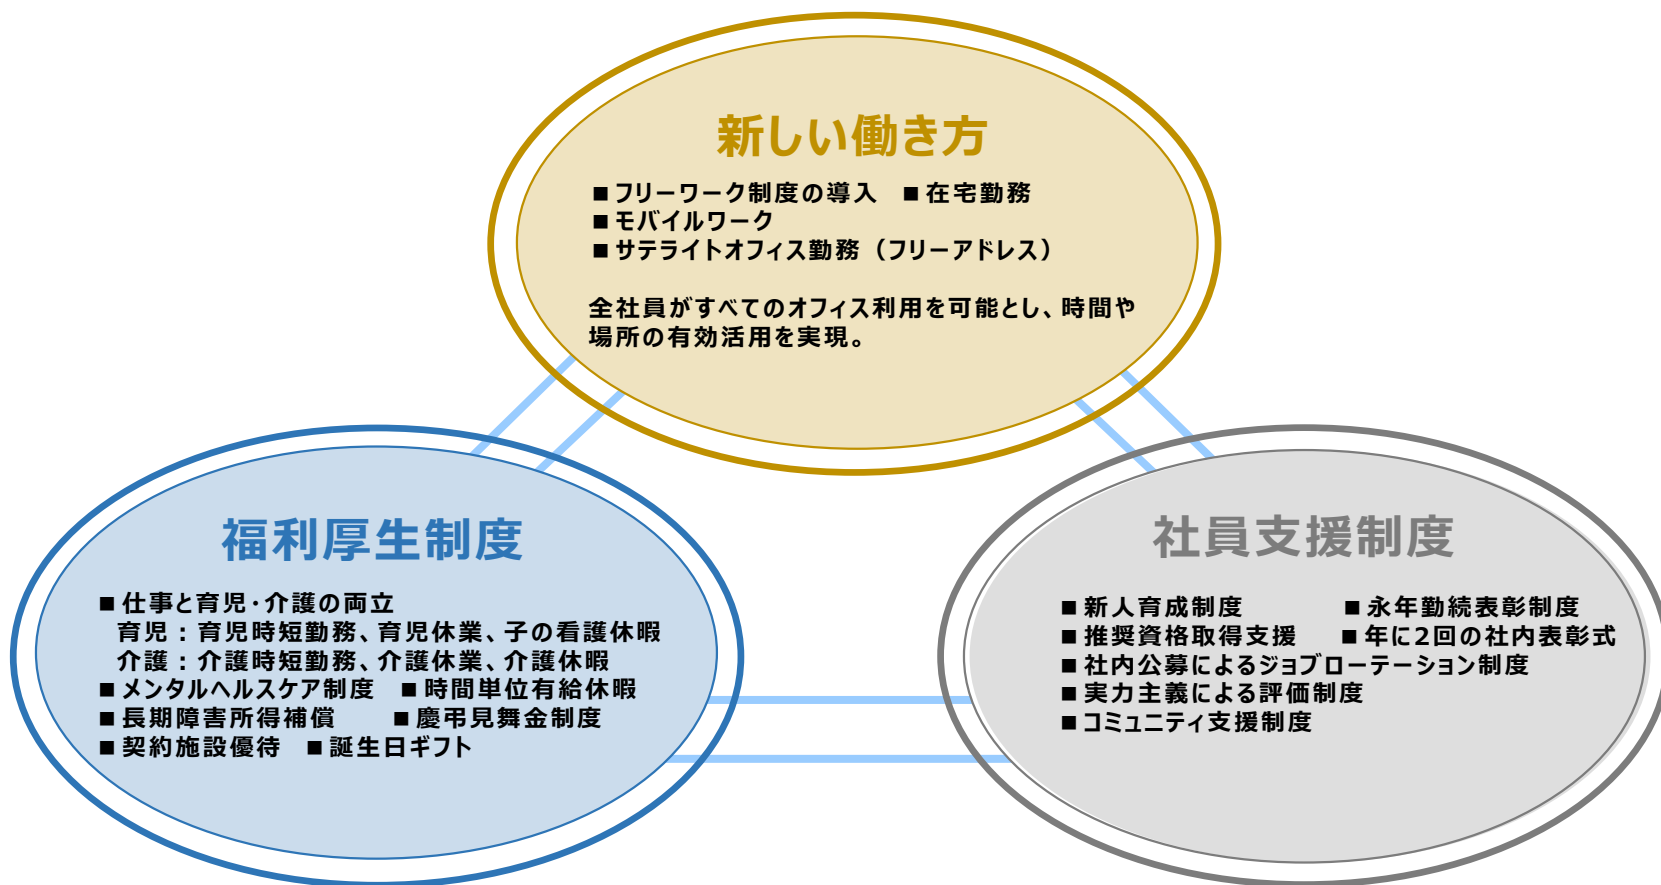 新しい働き方
■フリーワーク制度の導入 ■在宅勤務
■モバイルワーク
■サテライトオフィス勤務（フリーアドレス）
全社員がすべてのオフィス利用を可能とし、時間や
場所の有効活用を実現。
福利厚生制度
■仕事と育児・介護の両立
育児：育児時短勤務、育児休業、子の看護休暇
介護：介護時短勤務、介護休業、介護休暇
■メンタルヘルスケア制度 ■時間単位有給休暇
■長期障害所得補償 ■慶弔見舞金制度
■契約施設優待 ■誕生日ギフト
社員支援制度
■新人育成制度 ■永年勤続表彰制度
■推奨資格取得支援 ■年に2回の社内表彰式
■社内公募によるジョブローテーション制度
■実力主義による評価制度
■コミュニティ支援制度